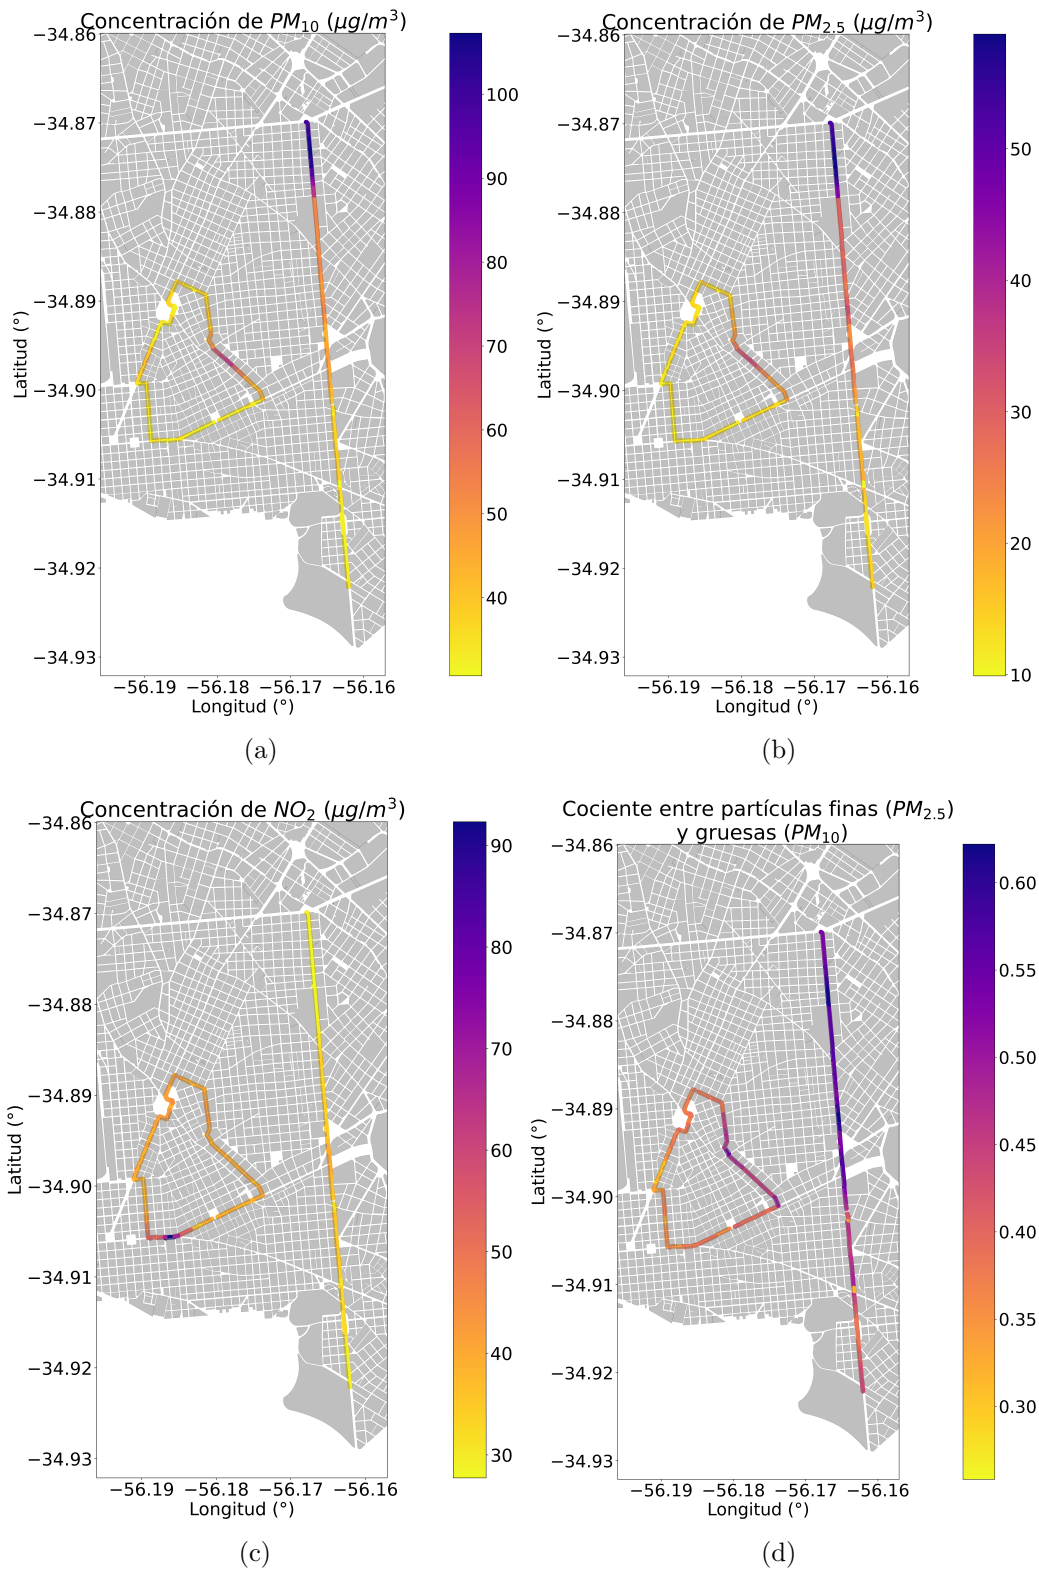 Concentración de PM10 (μg/m3)
−34.86
−34.87
−34.88
−34.89
−34.90
−34.91
−34.92
−34.93
Latitud (°)
−56.19 −56.18 −56.17 −56.16
Longitud (°)
100
90
80
70
60
50
40
(a)
Concentración de PM2.5 (μg/m3)
−34.86
−34.87
−34.88
−34.89
−34.90
−34.91
−34.92
−34.93
Latitud (°)
−56.19 −56.18 −56.17 −56.16
Longitud (°)
50
40
30
20
10
(b)
Concentración de NO2 (μg/m3)
−34.86
−34.87
−34.88
−34.89
−34.90
−34.91
−34.92
−34.93
Latitud (°)
−56.19 −56.18 −56.17 −56.16
Longitud (°)
90
80
70
60
50
40
30
(c)
Cociente entre partículas finas (PM2.5)
y gruesas (PM10)
−34.86
−34.87
−34.88
−34.89
−34.90
−34.91
−34.92
−34.93
Latitud (°)
−56.19 −56.18 −56.17 −56.16
Longitud (°)
0.60
0.55
0.50
0.45
0.40
0.35
0.30
(d)